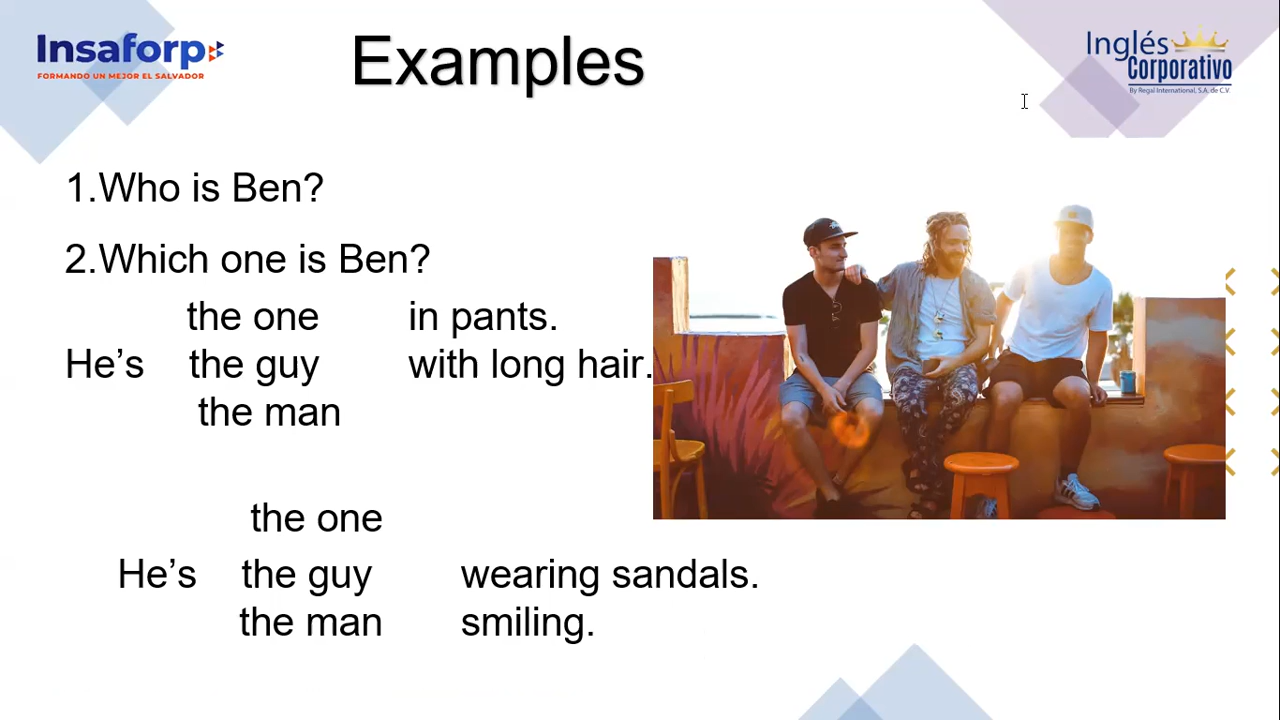 Insaforp
FORMANDO UN MEJOR EL SALVADOR
Examples
Inglés
Corporativo
By Regal International, S.A. de C.V.
1.Who is Ben?
2.Which one is Ben?
the one in pants.
He’s the guy with long hair.
the man
the one
He’s the guy wearing sandals.
the man smiling.